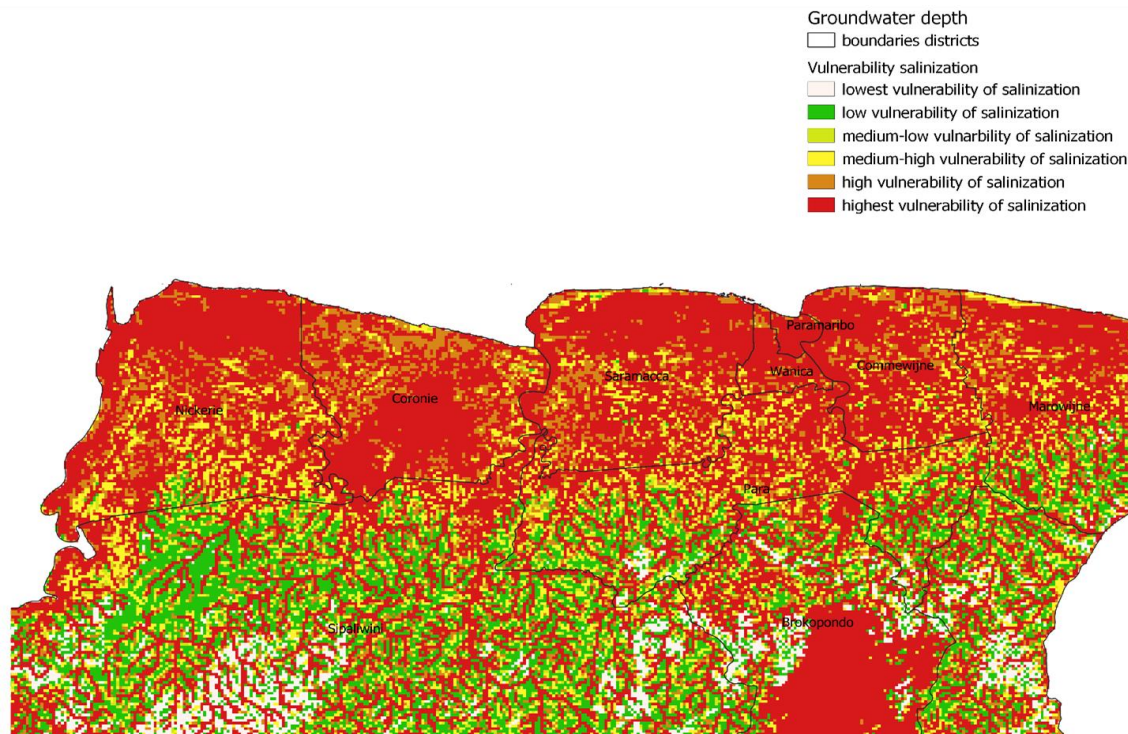 Groundwater depth
boundaries districts
Vulnerability salinization
lowest vulnerability of salinization
low vulnerability of salinization
medium-low vulnarbility of salinization
medium-high vulnerability of salinization
high vulnerability of salinization
highest vulnerability of salinization
Paramaribo
Wanica
Commewijne
Saramacca
Coronie
Nickerie
Marowijne
Para
Sipaliwini
Brokopondo